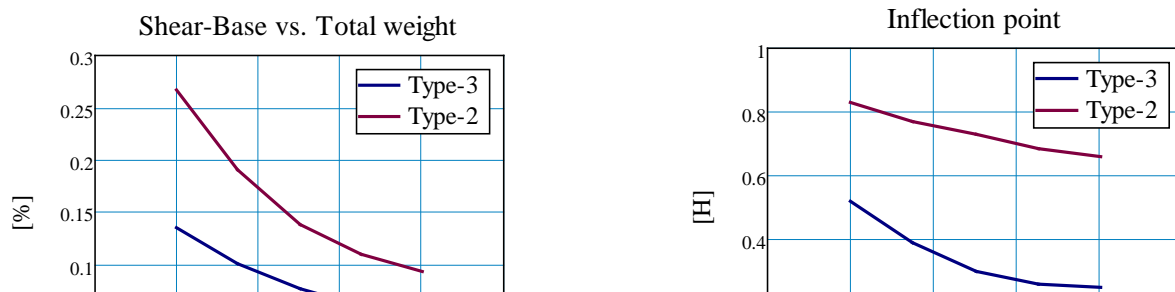 Shear-Base vs. Total weight
0.3
0.25
0.2
0.15
0.1
[%]
Type-3
Type-2
Inflection point
1
0.8
0.6
0.4
[H]
Type-3
Type-2